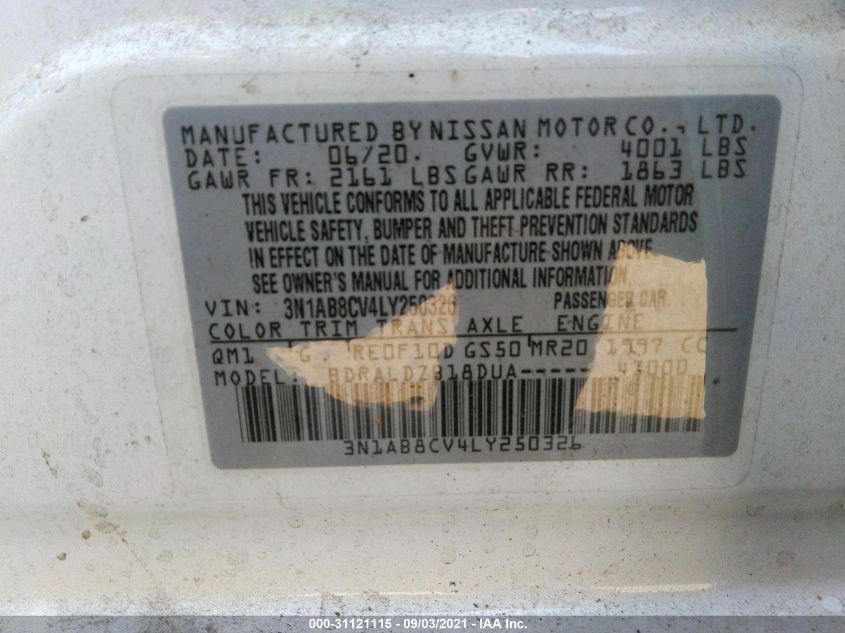 MANUFACTURED BY NISSAN MOTOR CO., LTD.
DATE: 06/20. GVWR: 4001 LBS
GAWR FR: 2161 LBS GAWR RR: 1863 LBS
THIS VEHICLE CONFORMS TO ALL APPLICABLE FEDERAL MOTOR
VEHICLE SAFETY, BUMPER AND THEFT PREVENTION STANDARDS
IN EFFECT ON THE DATE OF MANUFACTURE SHOWN ABOVE.
SEE OWNER'S MANUAL FOR ADDITIONAL INFORMATION.
VIN: 3N1AB8CV4LY250326 PASSENGER CAR
COLOR TRIM TRANS AXLE ENGINE
QM1 G RE0F10D GS50 MR20 1997 CC
MODEL: BDRALDZB18DUA----- 43000
3N1AB8CV4LY250326
000-31121115 - 09/03/2021 - IAA Inc.